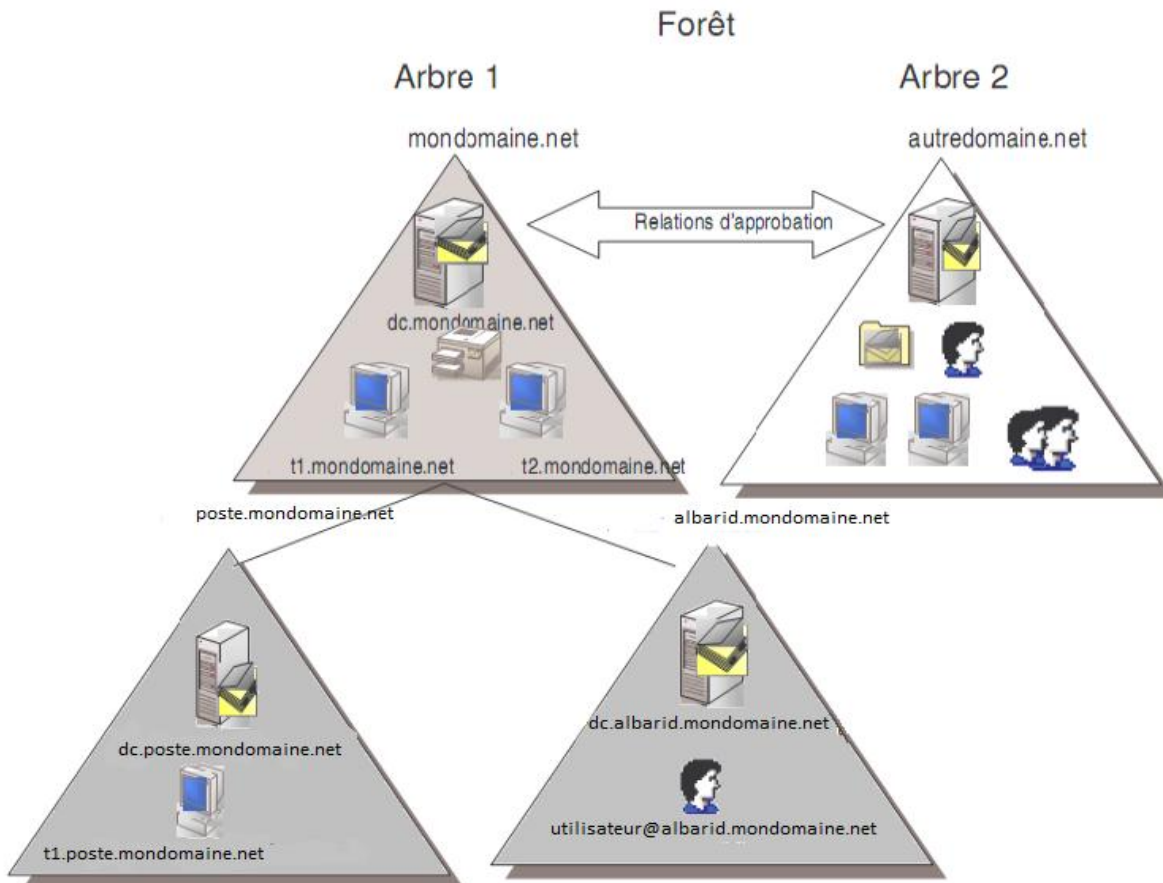 Forêt
Arbre 1
Arbre 2
mondomaine.net
autredomaine.net
Relations d'approbation
dc.mondomaine.net
t1.mondomaine.net
t2.mondomaine.net
poste.mondomaine.net
albarid.mondomaine.net
dc.poste.mondomaine.net
dc.albarid.mondomaine.net
t1.poste.mondomaine.net
utilisateur@albarid.mondomaine.net